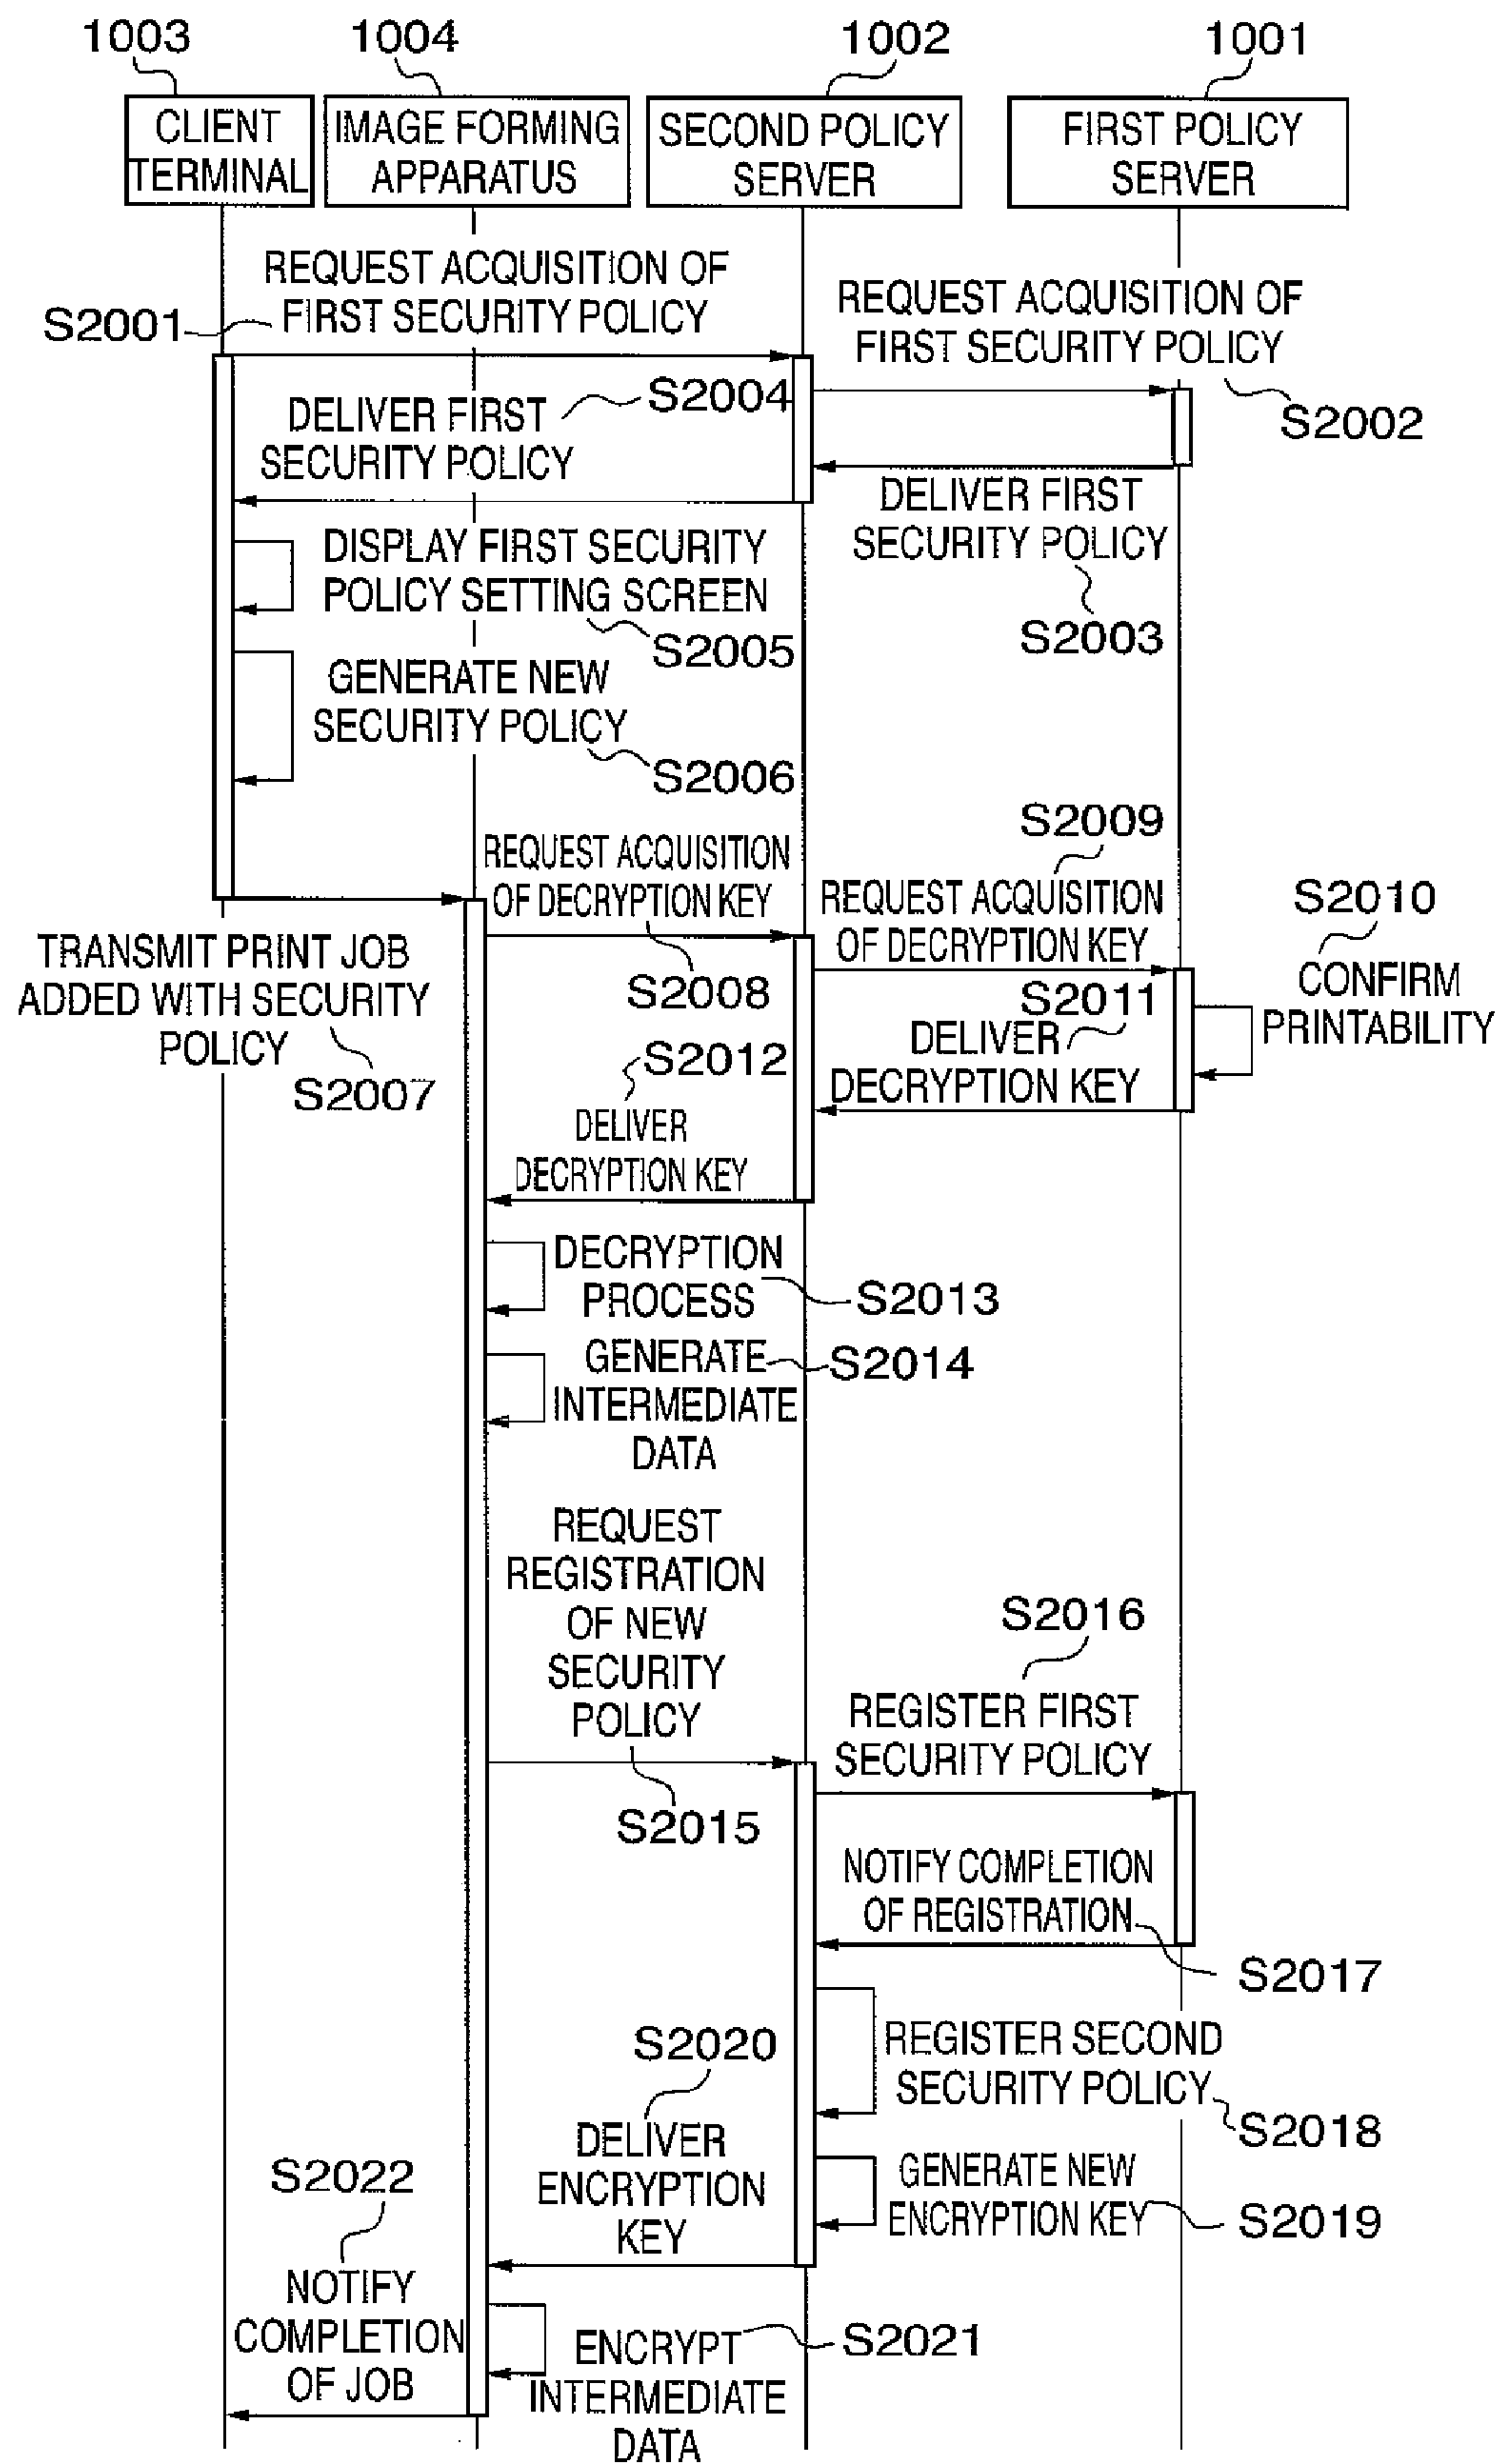 1003
1004
1002
1001
CLIENT
TERMINAL
IMAGE FORMING
APPARATUS
SECOND POLICY
SERVER
FIRST POLICY
SERVER
REQUEST ACQUISITION OF
FIRST SECURITY POLICY
S2001
REQUEST ACQUISITION OF
FIRST SECURITY POLICY
S2002
DELIVER FIRST
SECURITY POLICY
S2004
DELIVER FIRST
SECURITY POLICY
S2003
DISPLAY FIRST SECURITY
POLICY SETTING SCREEN
S2005
GENERATE NEW
SECURITY POLICY
S2006
TRANSMIT PRINT JOB
ADDED WITH SECURITY
POLICY
S2007
REQUEST ACQUISITION
OF DECRYPTION KEY
S2008
S2009
REQUEST ACQUISITION
OF DECRYPTION KEY
S2010
CONFIRM
PRINTABILITY
S2011
DELIVER
DECRYPTION KEY
S2012
DELIVER
DECRYPTION KEY
DECRYPTION
PROCESS
S2013
GENERATE
INTERMEDIATE
DATA
S2014
REQUEST
REGISTRATION
OF NEW
SECURITY
POLICY
S2015
S2016
REGISTER FIRST
SECURITY POLICY
NOTIFY COMPLETION
OF REGISTRATION
S2017
REGISTER SECOND
SECURITY POLICY
S2018
GENERATE NEW
ENCRYPTION KEY
S2019
S2020
DELIVER
ENCRYPTION
KEY
ENCRYPT
INTERMEDIATE
DATA
S2021
S2022
NOTIFY
COMPLETION
OF JOB